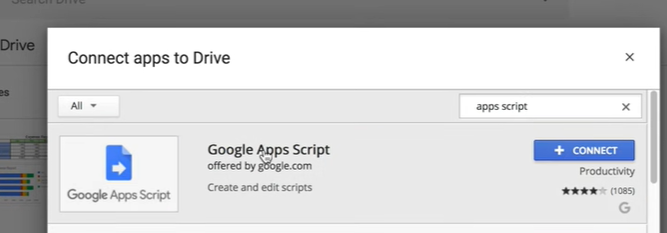 Search Drive
Drive
Connect apps to Drive
×
All
apps script
×
Google Apps Script
Google Apps Script
offered by google.com
Create and edit scripts
+ CONNECT
Productivity
(1085)
G